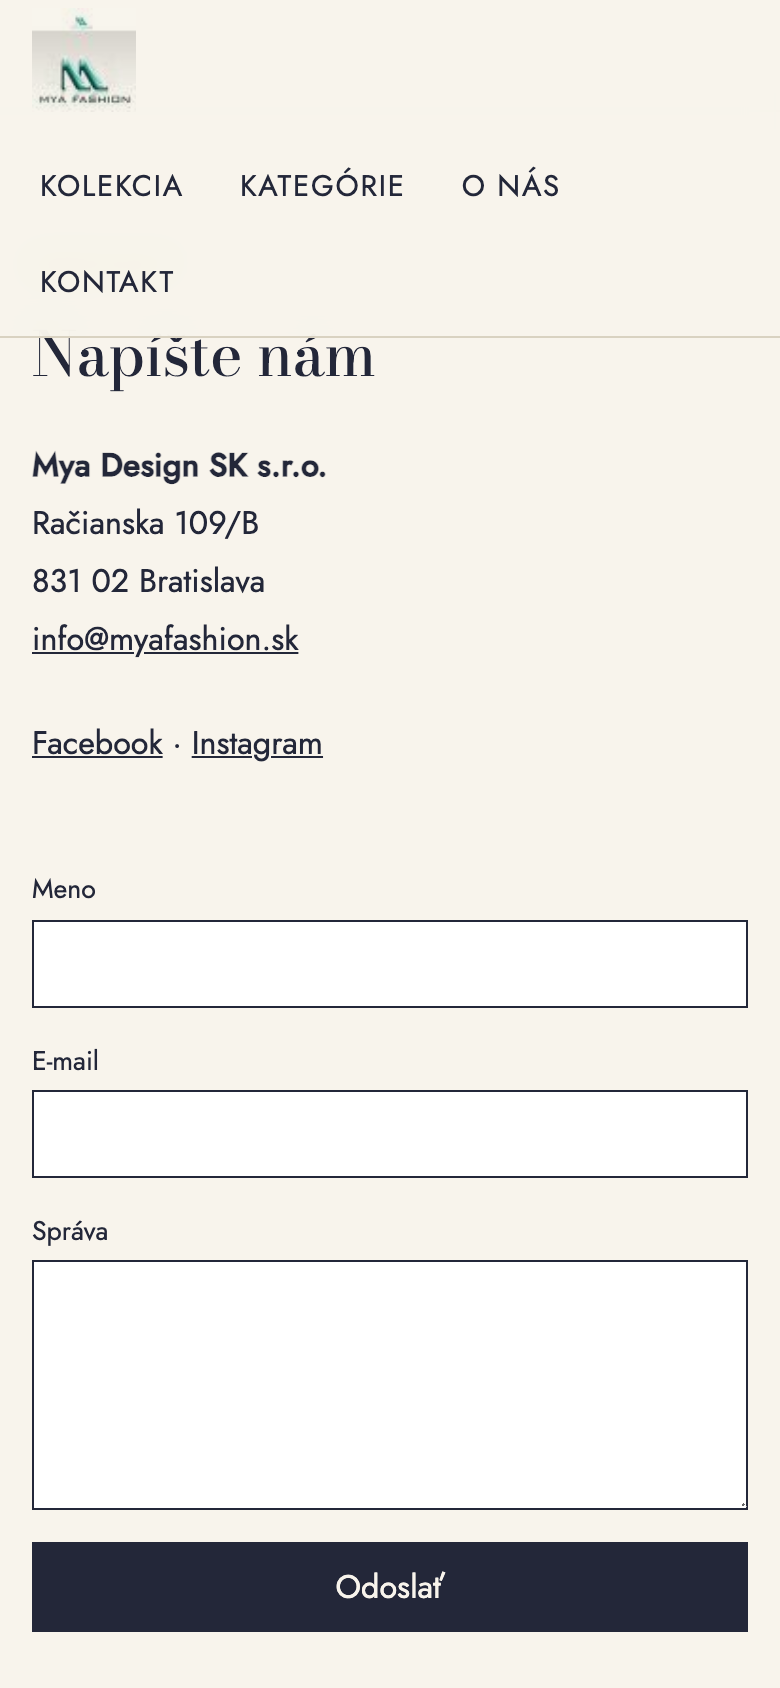 MYA FASHION
KOLEKCIA KATEGÓRIE O NÁS
KONTAKT
Napíšte nám
Mya Design SK s.r.o.
Račianska 109/B
831 02 Bratislava
info@myafashion.sk
Facebook · Instagram
Meno
E-mail
Správa
Odoslať